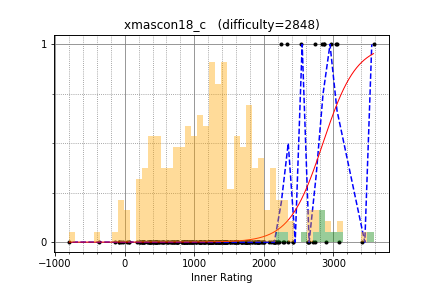 xmascon18_c (difficulty=2848)
1
0
−1000 0 1000 2000 3000
Inner Rating